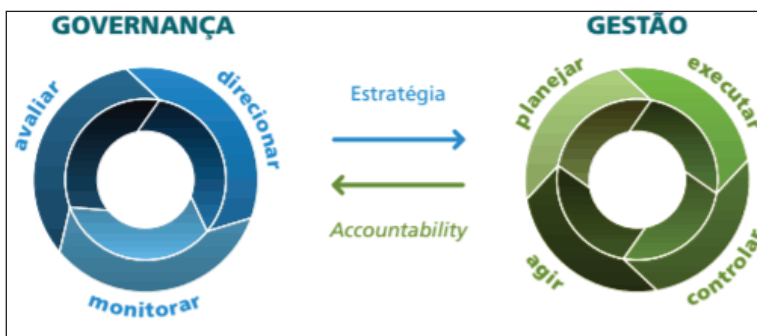 GOVERNANÇA
GESTÃO
avaliar
direcionar
monitorar
Estratégia
Accountability
planejar
executar
controlar
agir